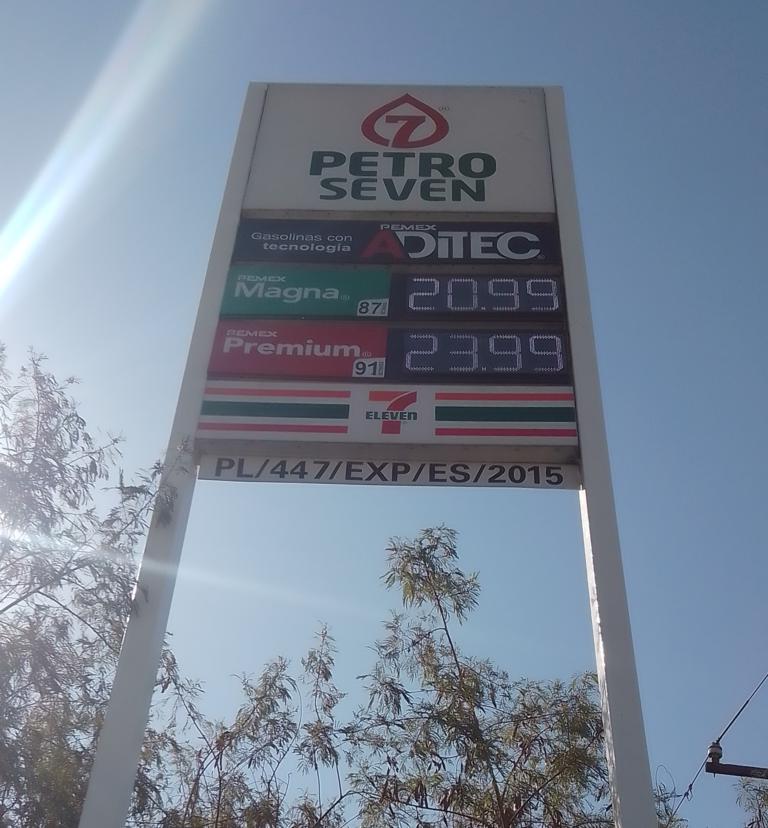 7
PETRO
SEVEN
Gasolinas con
tecnología
PEMEX
ADITEC
PEMEX
Magna
87
20.99
PEMEX
Premium
91
23.99
7
ELEVEN
PL/447/EXP/ES/2015